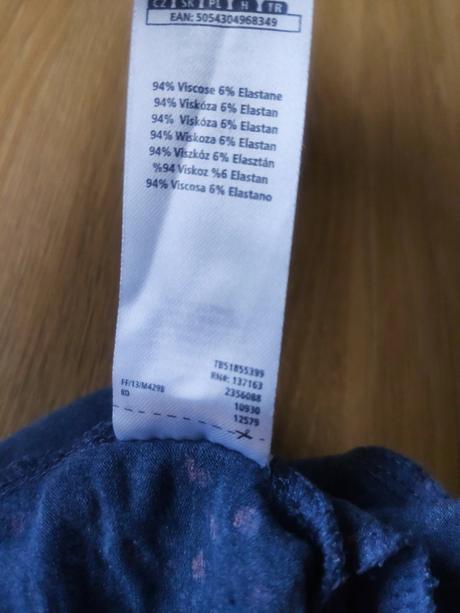 CZ SK PL H TR
EAN: 5054304968349
94% Viscose 6% Elastane
94% Viskóza 6% Elastan
94% Viskóza 6% Elastan
94% Wiskoza 6% Elastan
94% Viszkóz 6% Elasztán
%94 Viskoz %6 Elastan
94% Viscosa 6% Elastano
TB51855399
RN#: 137163
FF/13/M4298 2356088
RD 10930
12579